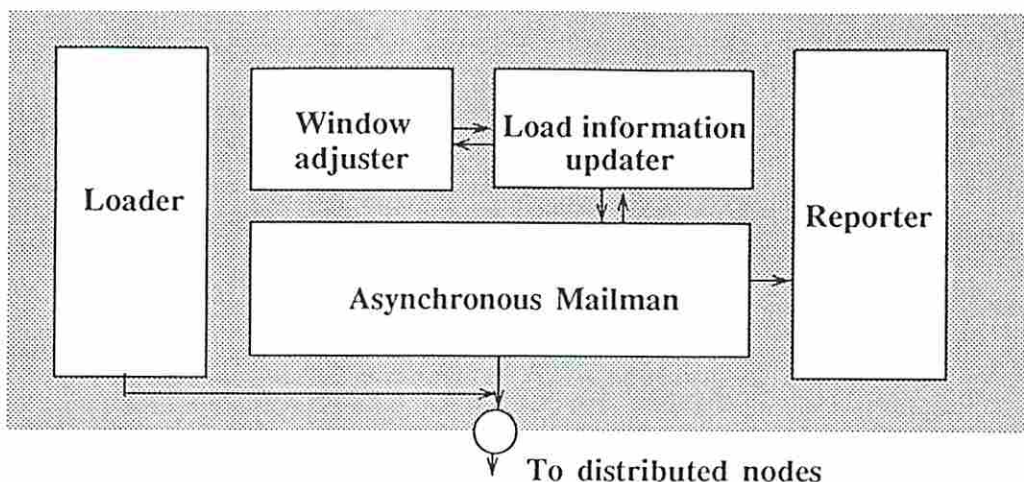 Loader
Window
adjuster
Load information
updater
Asynchronous Mailman
Reporter
To distributed nodes